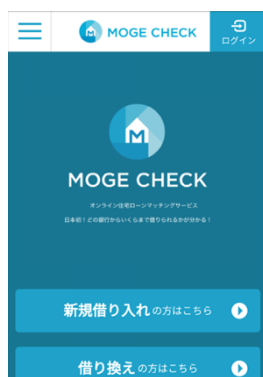 MOGE CHECK
ログイン
MOGE CHECK
オンライン住宅ローンマッチングサービス
日本初！どの銀行からいくらまで借りられるかが分かる！
新規借り入れの方はこちら
借り換えの方はこちら